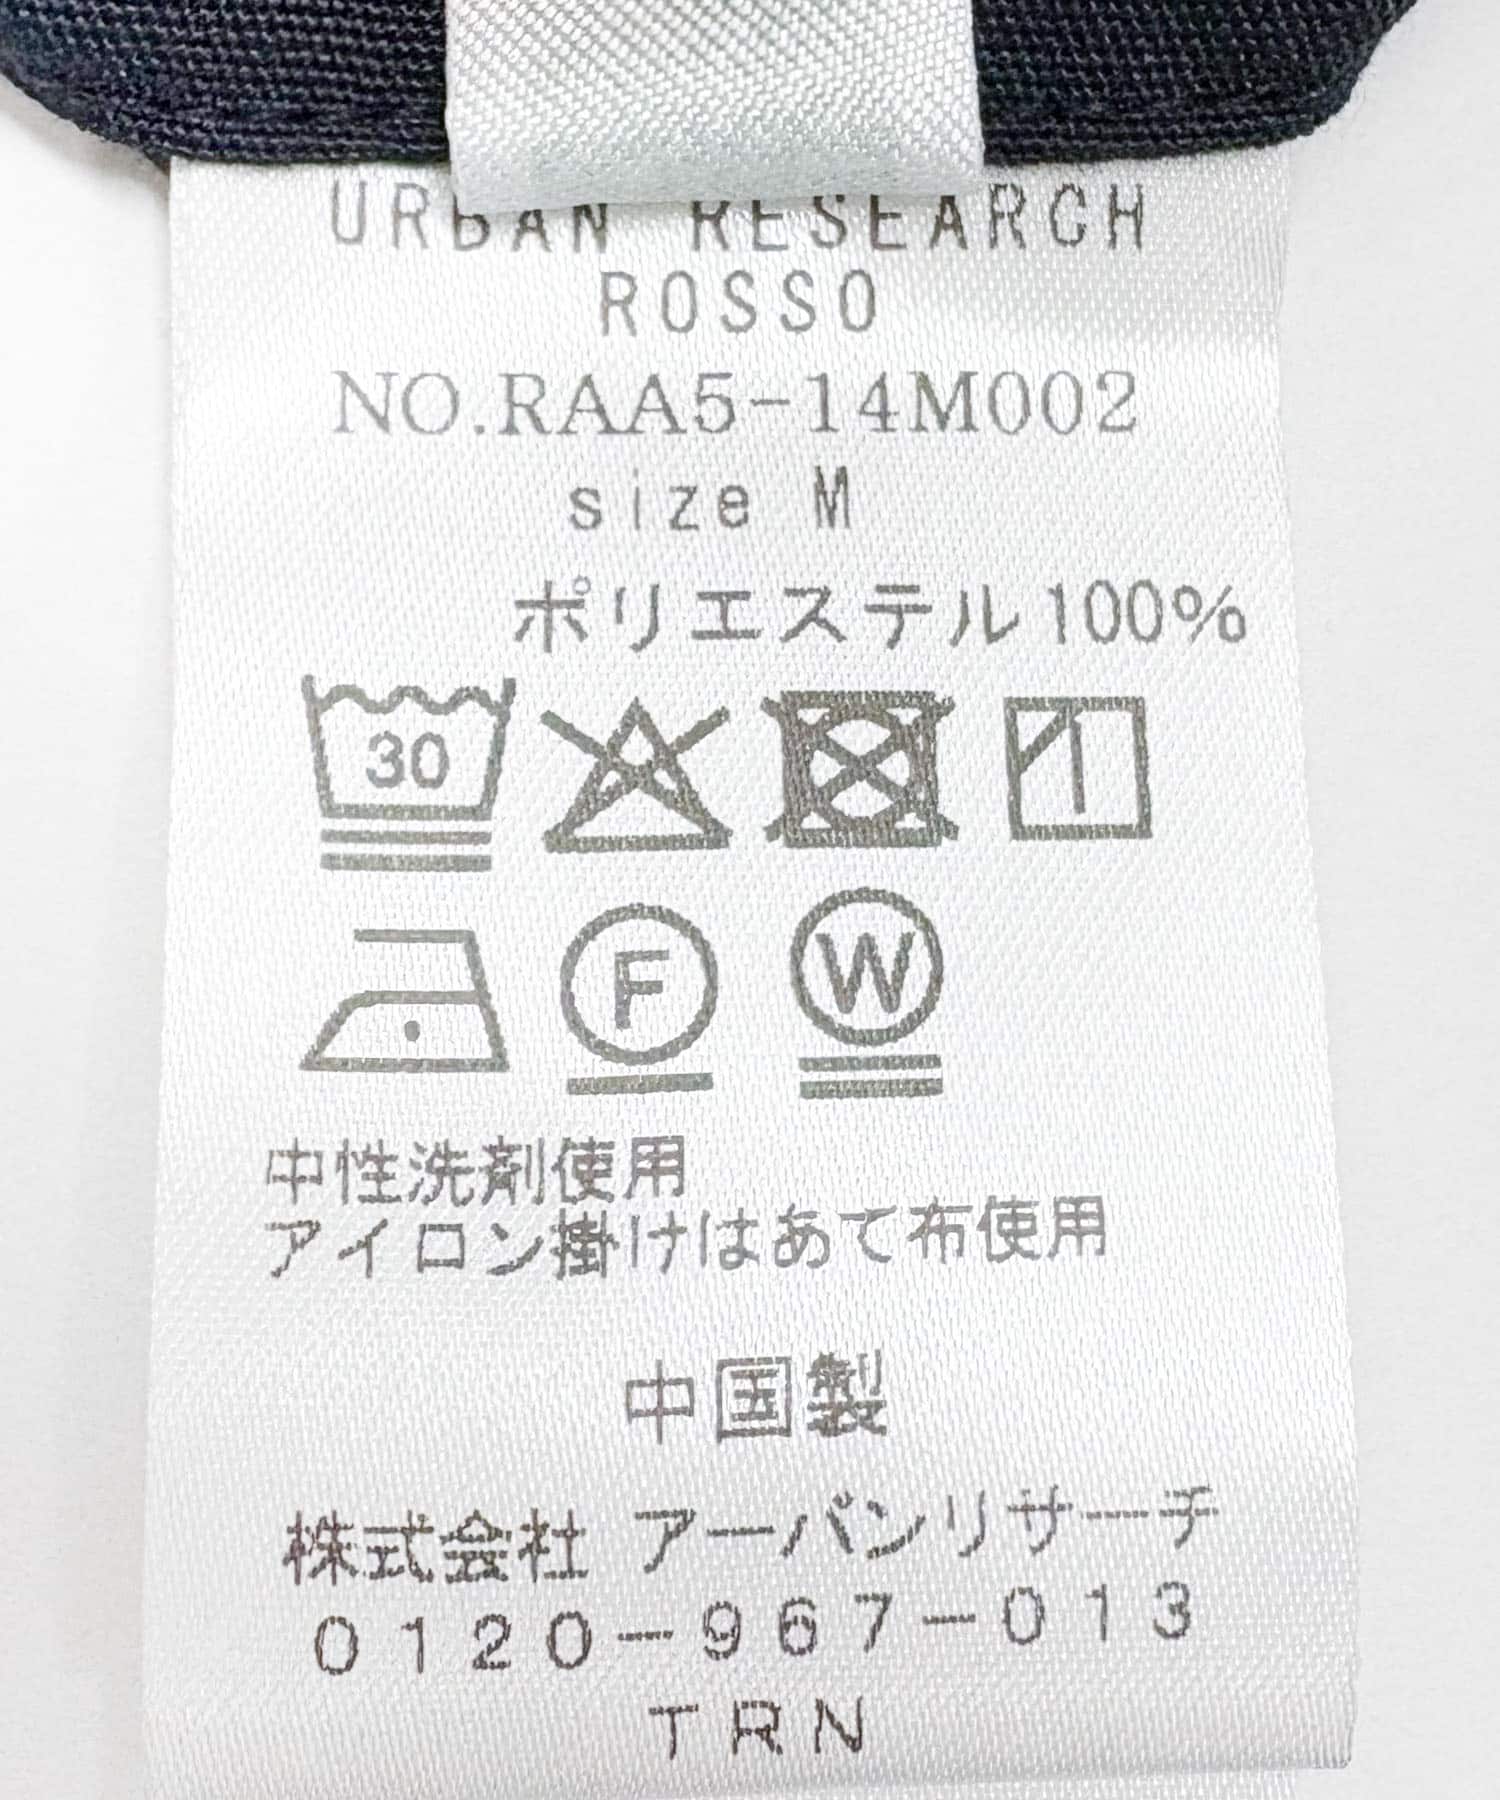 URBAN RESEARCH
ROSSO
NO.RAA5-14M002
size M
ポリエステル100%
30
F W
中性洗剤使用
アイロン掛けはあて布使用
中国製
株式会社 アーバンリサーチ
0120-967-013
TRN